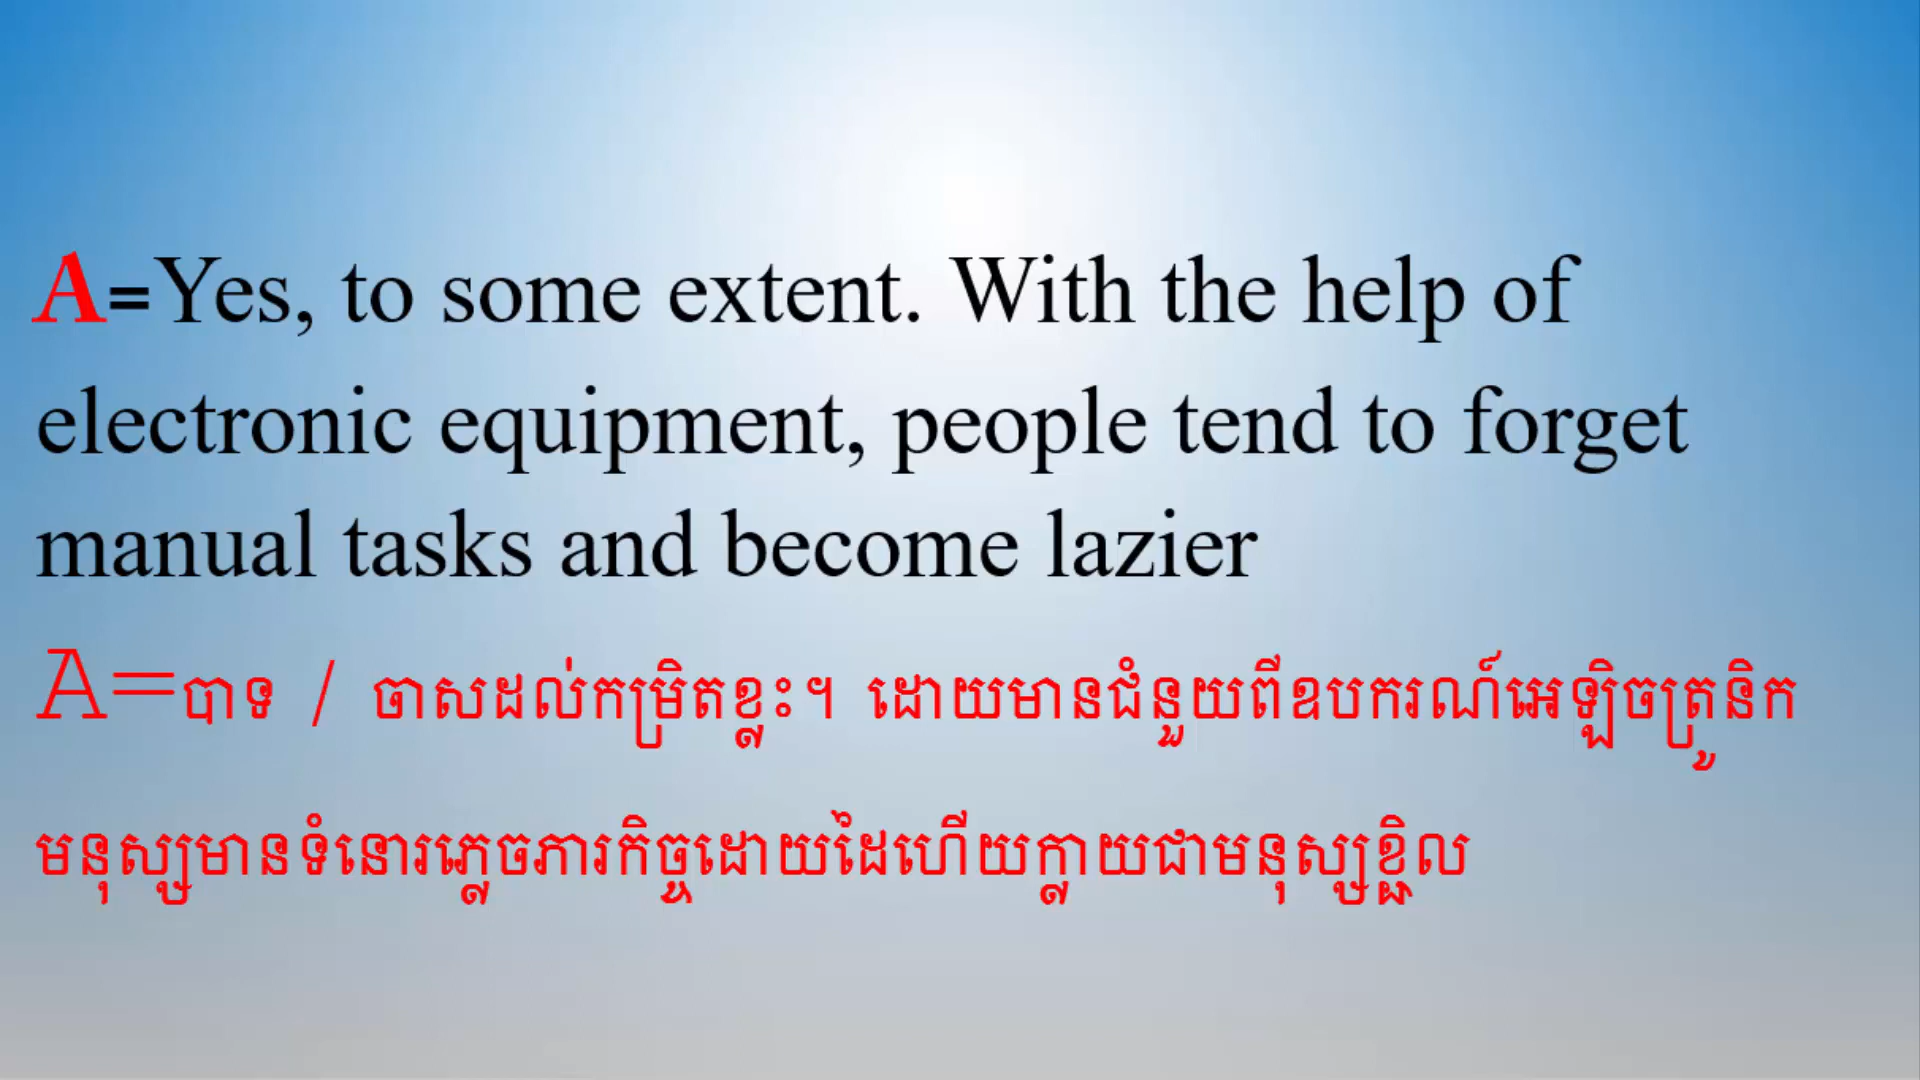 A=Yes, to some extent. With the help of
electronic equipment, people tend to forget
manual tasks and become lazier
A=បាទ / ចាសដល់កម្រិតខ្លះ។ ដោយមានជំនួយពីឧបករណ៍អេឡិចត្រូនិក
មនុស្សមានទំនោរភ្លេចភារកិច្ចដោយដៃហើយក្លាយជាមនុស្សខ្ជិល